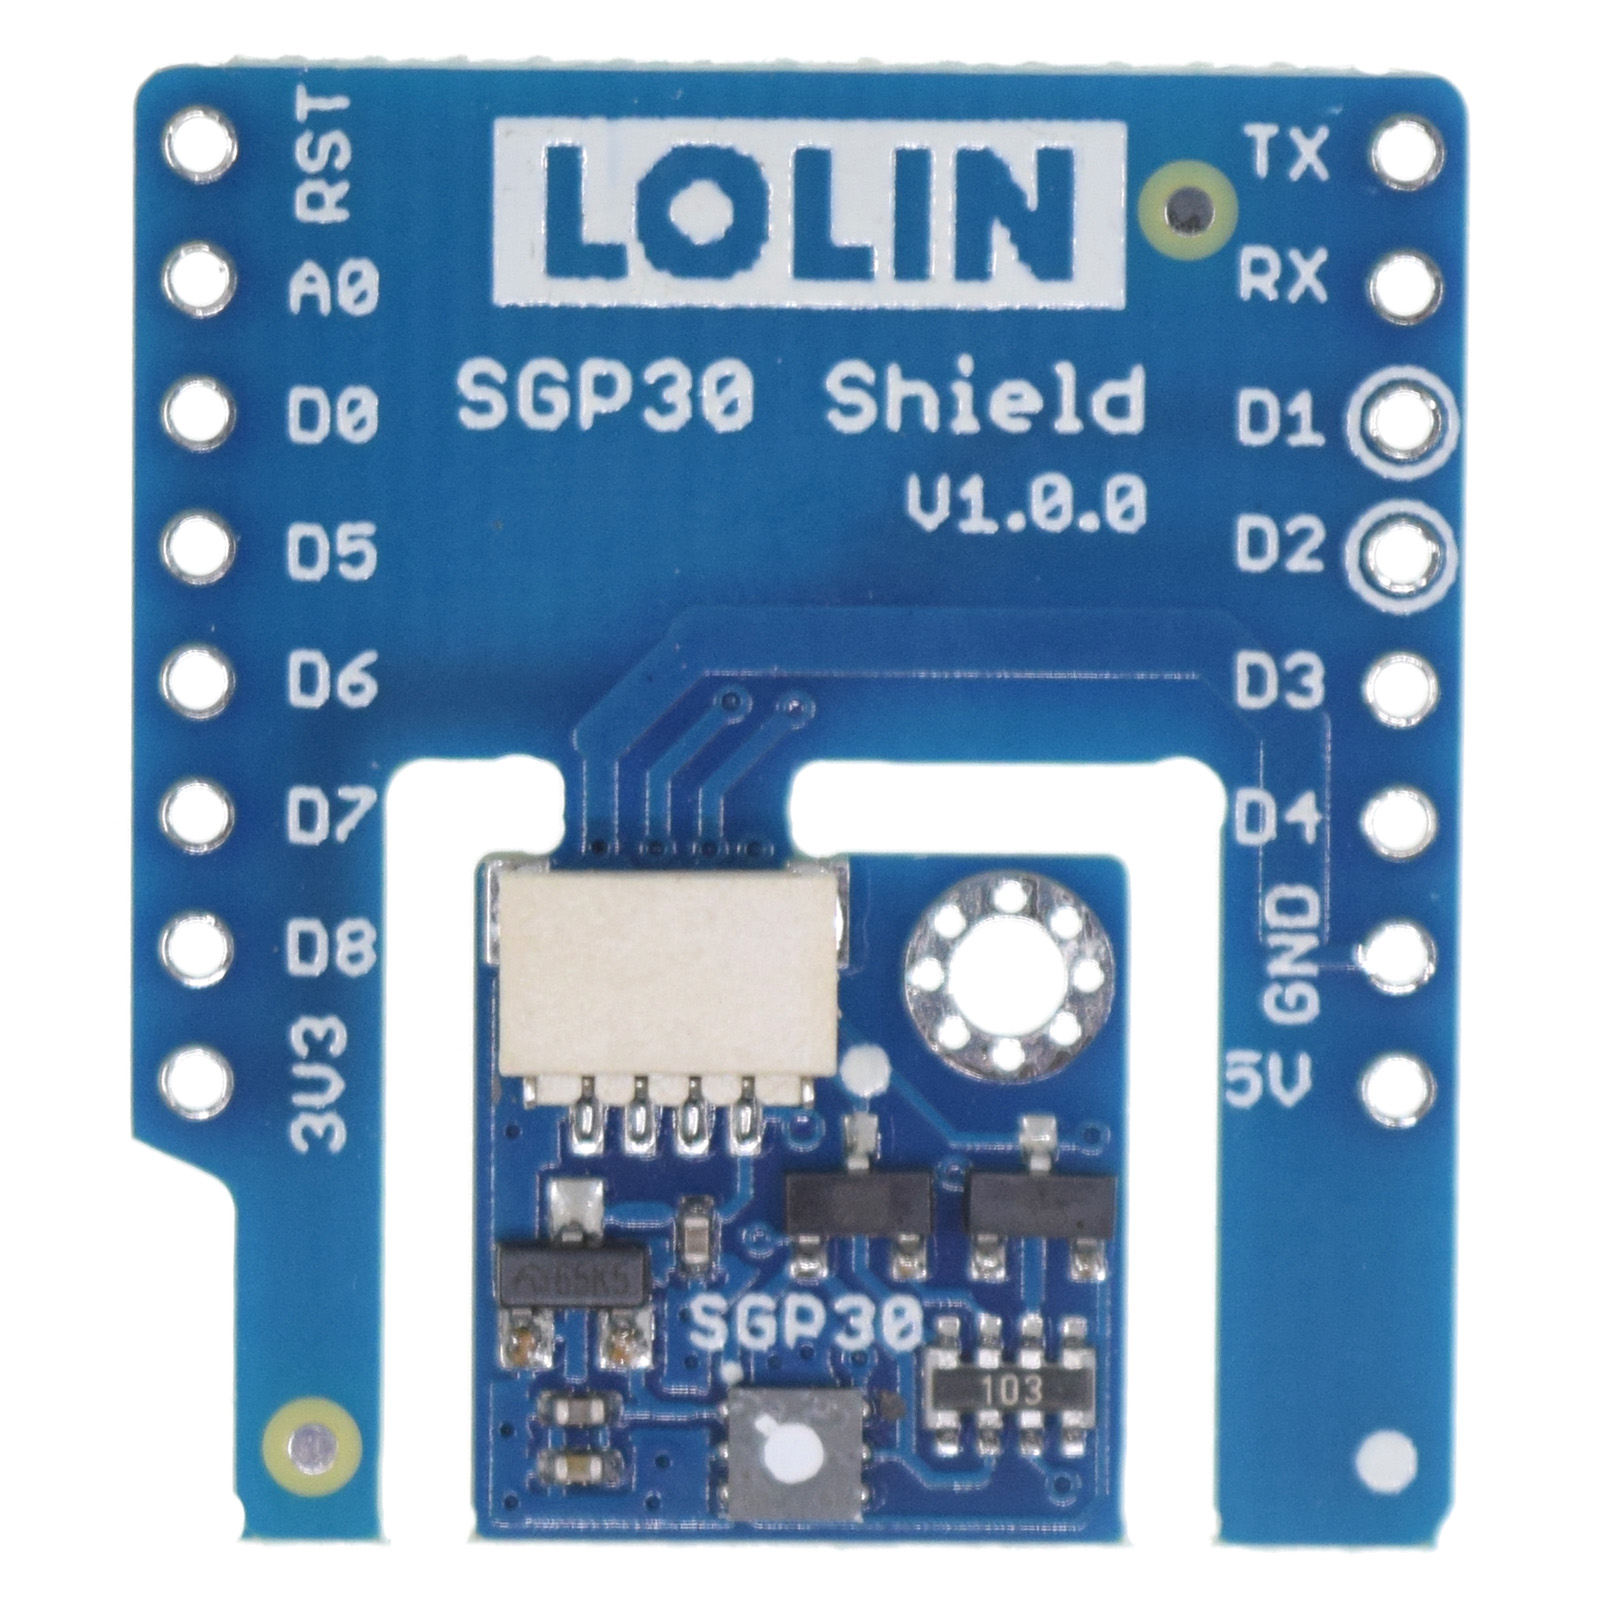 LOLIN
SGP30 Shield
V1.0.0
RST
A0
D0
D5
D6
D7
D8
3V3
TX
RX
D1
D2
D3
D4
GND
5V
65K5
SGP30
103